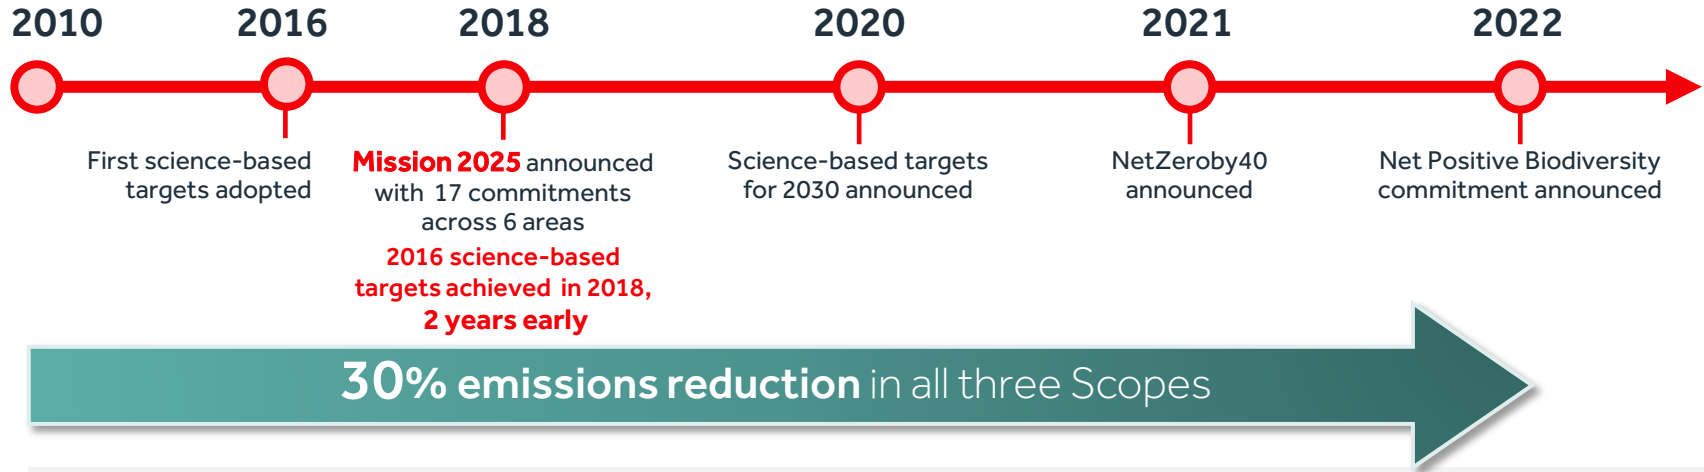 2010
2016
2018
2020
2021
2022
First science-based
targets adopted
Mission 2025 announced
with 17 commitments
across 6 areas
2016 science-based
targets achieved in 2018,
2 years early
Science-based targets
for 2030 announced
NetZeroby40
announced
Net Positive Biodiversity
commitment announced
30% emissions reduction in all three Scopes